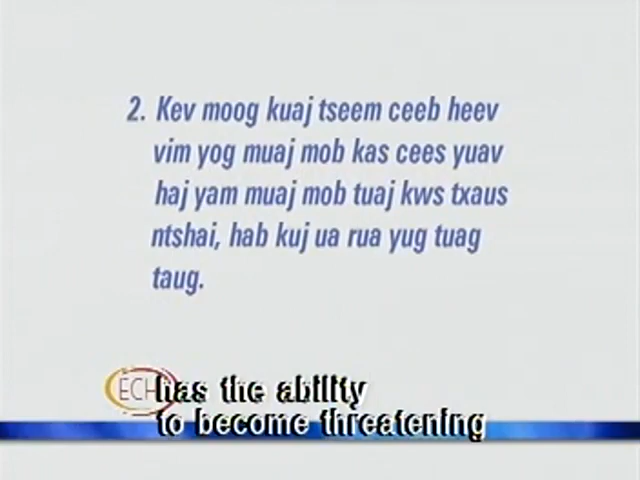 2. Kev moog kuaj tseem ceeb heev
vim yog muaj mob kas cees yuav
haj yam muaj mob tuaj kws txaus
ntshai, hab kuj ua rua yug tuag
taug.
ECH
has the ability
to become threatening